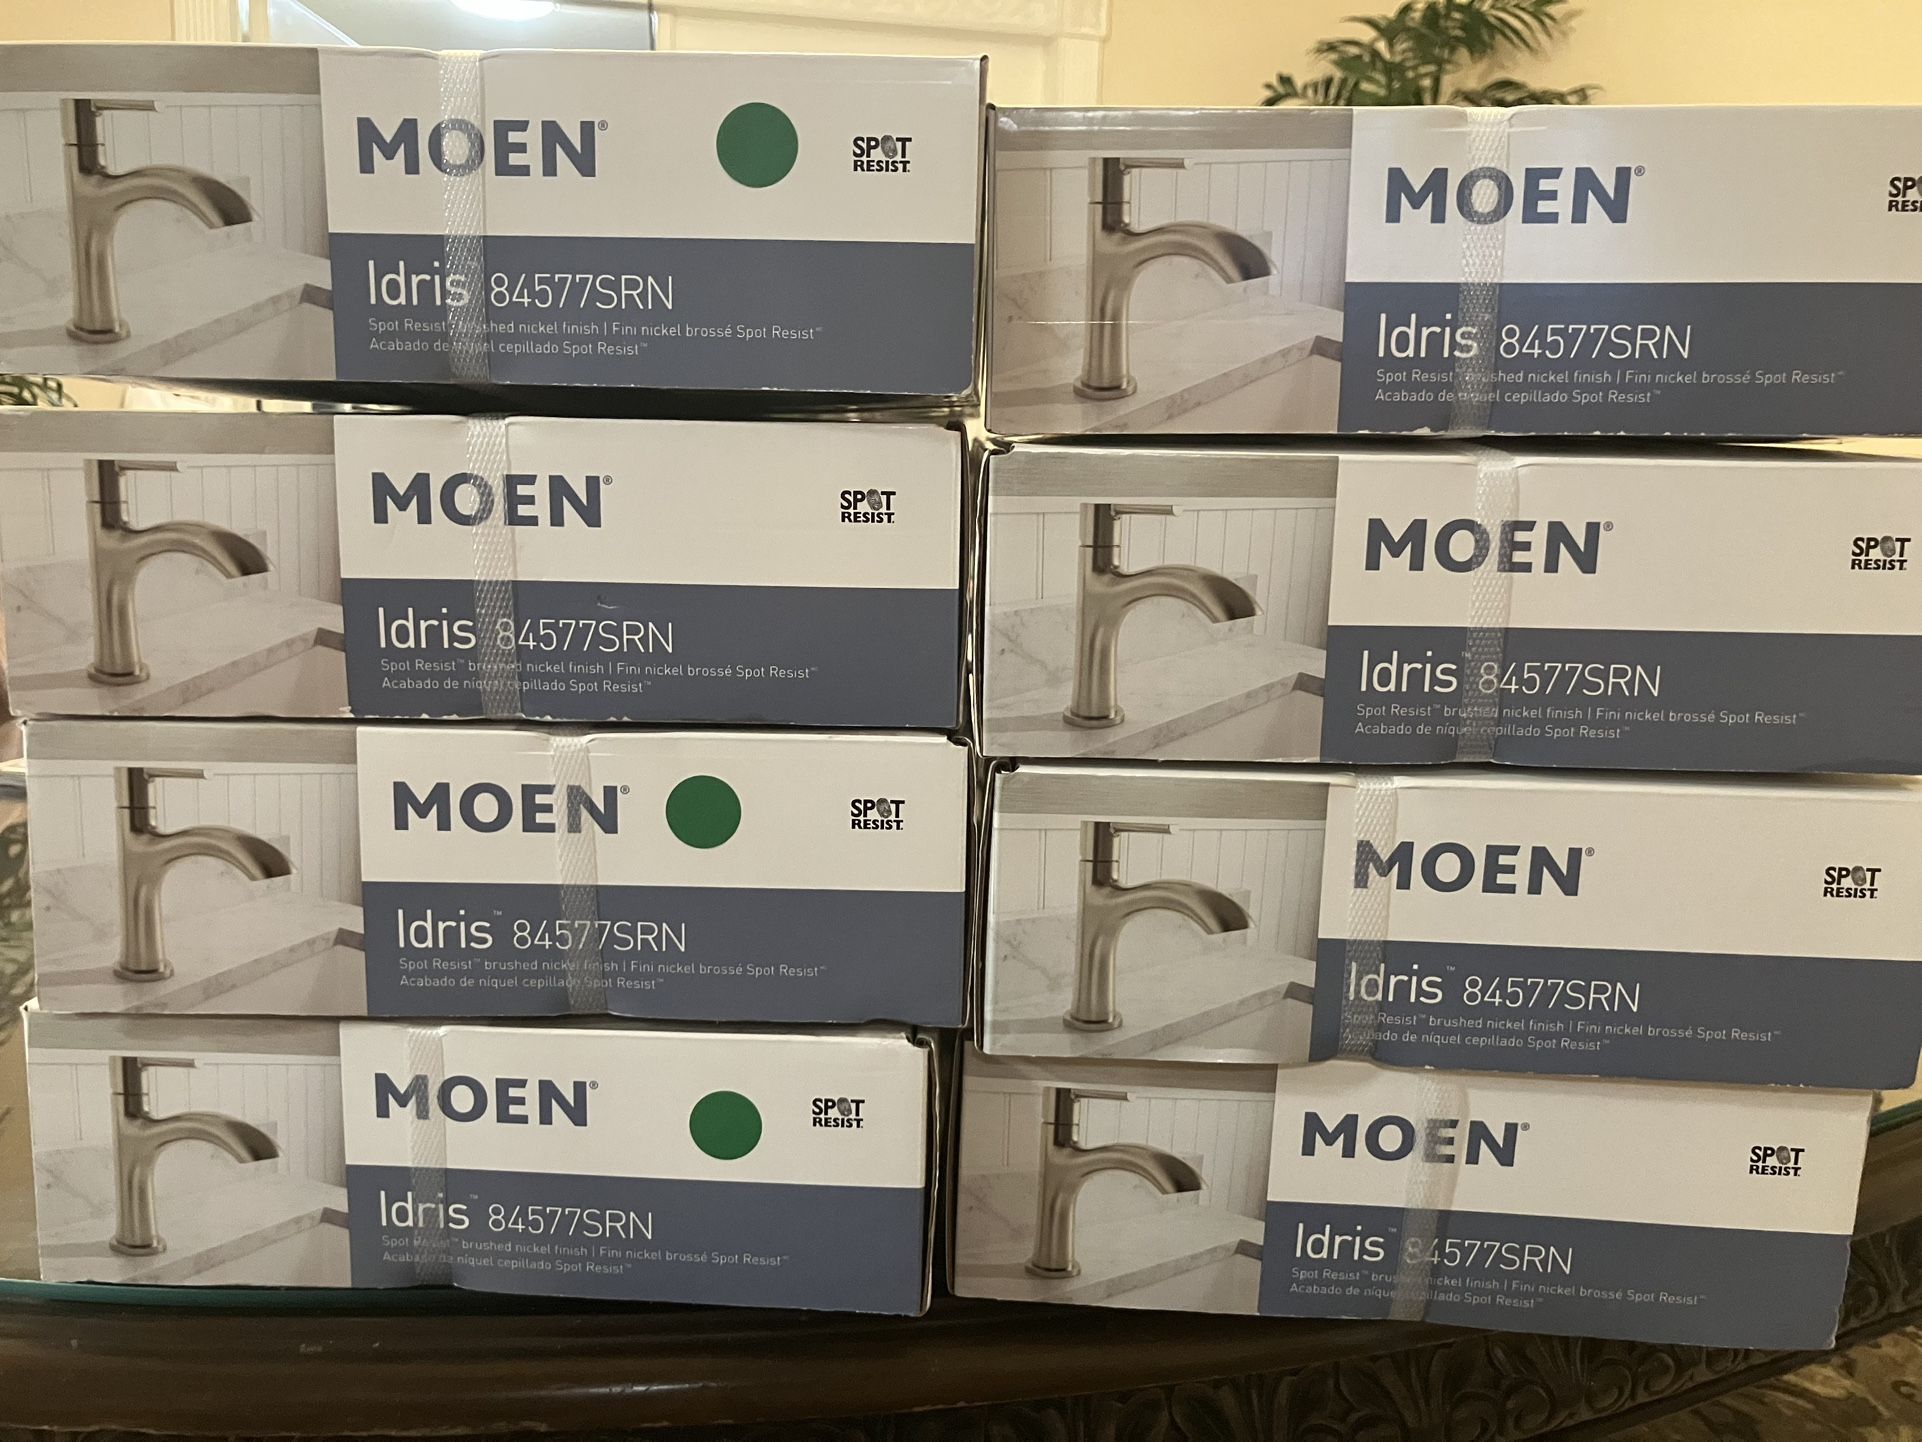 MOEN®
SPOT
RESIST™
Idris 84577SRN
Spot Resist brushed nickel finish | Fini nickel brossé Spot Resist™
Acabado de níquel cepillado Spot Resist™
MOEN®
SPOT
RESIST™
Idris 84577SRN
Spot Resist™ brushed nickel finish | Fini nickel brossé Spot Resist™
Acabado de níquel cepillado Spot Resist™
MOEN®
SPOT
RESIST™
Idris™ 84577SRN
Spot Resist™ brushed nickel finish | Fini nickel brossé Spot Resist™
Acabado de níquel cepillado Spot Resist™
MOEN®
SPOT
RESIST™
Idris™ 84577SRN
Spot Resist™ brushed nickel finish | Fini nickel brossé Spot Resist™
Acabado de níquel cepillado Spot Resist™
MOEN®
SPO
RESI
Idris 84577SRN
Spot Resist brushed nickel finish | Fini nickel brossé Spot Resist™
Acabado de níquel cepillado Spot Resist™
MOEN®
SPOT
RESIST™
Idris™ 84577SRN
Spot Resist™ brushed nickel finish | Fini nickel brossé Spot Resist™
Acabado de níquel cepillado Spot Resist™
MOEN®
SPOT
RESIST™
Idris™ 84577SRN
Spot Resist™ brushed nickel finish | Fini nickel brossé Spot Resist™
Acabado de níquel cepillado Spot Resist™
MOEN®
SPOT
RESIST™
Idris™ 84577SRN
Spot Resist™ brushed nickel finish | Fini nickel brossé Spot Resist™
Acabado de níquel cepillado Spot Resist™